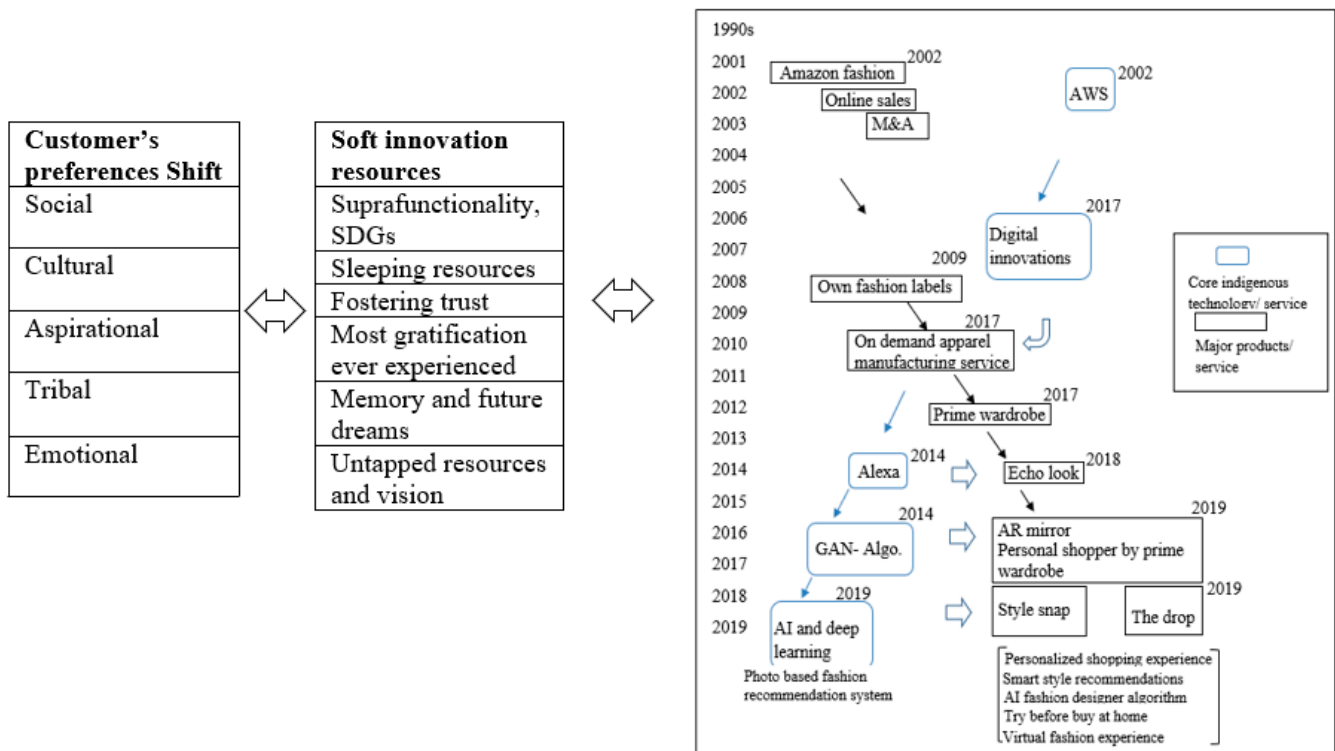 Customer’s
preferences Shift
Social
Cultural
Aspirational
Tribal
Emotional
Soft innovation
resources
Suprafunctionality,
SDGs
Sleeping resources
Fostering trust
Most gratification
ever experienced
Memory and future
dreams
Untapped resources
and vision
1990s
2001
2002
2003
2004
2005
2006
2007
2008
2009
2010
2011
2012
2013
2014
2015
2016
2017
2018
2019
Amazon fashion
2002
Online sales
M&A
AWS
2002
Digital
innovations
2017
Own fashion labels
2009
On demand apparel
manufacturing service
2017
Prime wardrobe
2017
Alexa
2014
Echo look
2018
GAN- Algo.
2014
AR mirror
Personal shopper by prime
wardrobe
2019
AI and deep
learning
2019
Photo based fashion
recommendation system
Style snap
The drop
2019
Personalized shopping experience
Smart style recommendations
AI fashion designer algorithm
Try before buy at home
Virtual fashion experience
Core indigenous
technology/ service
Major products/
service